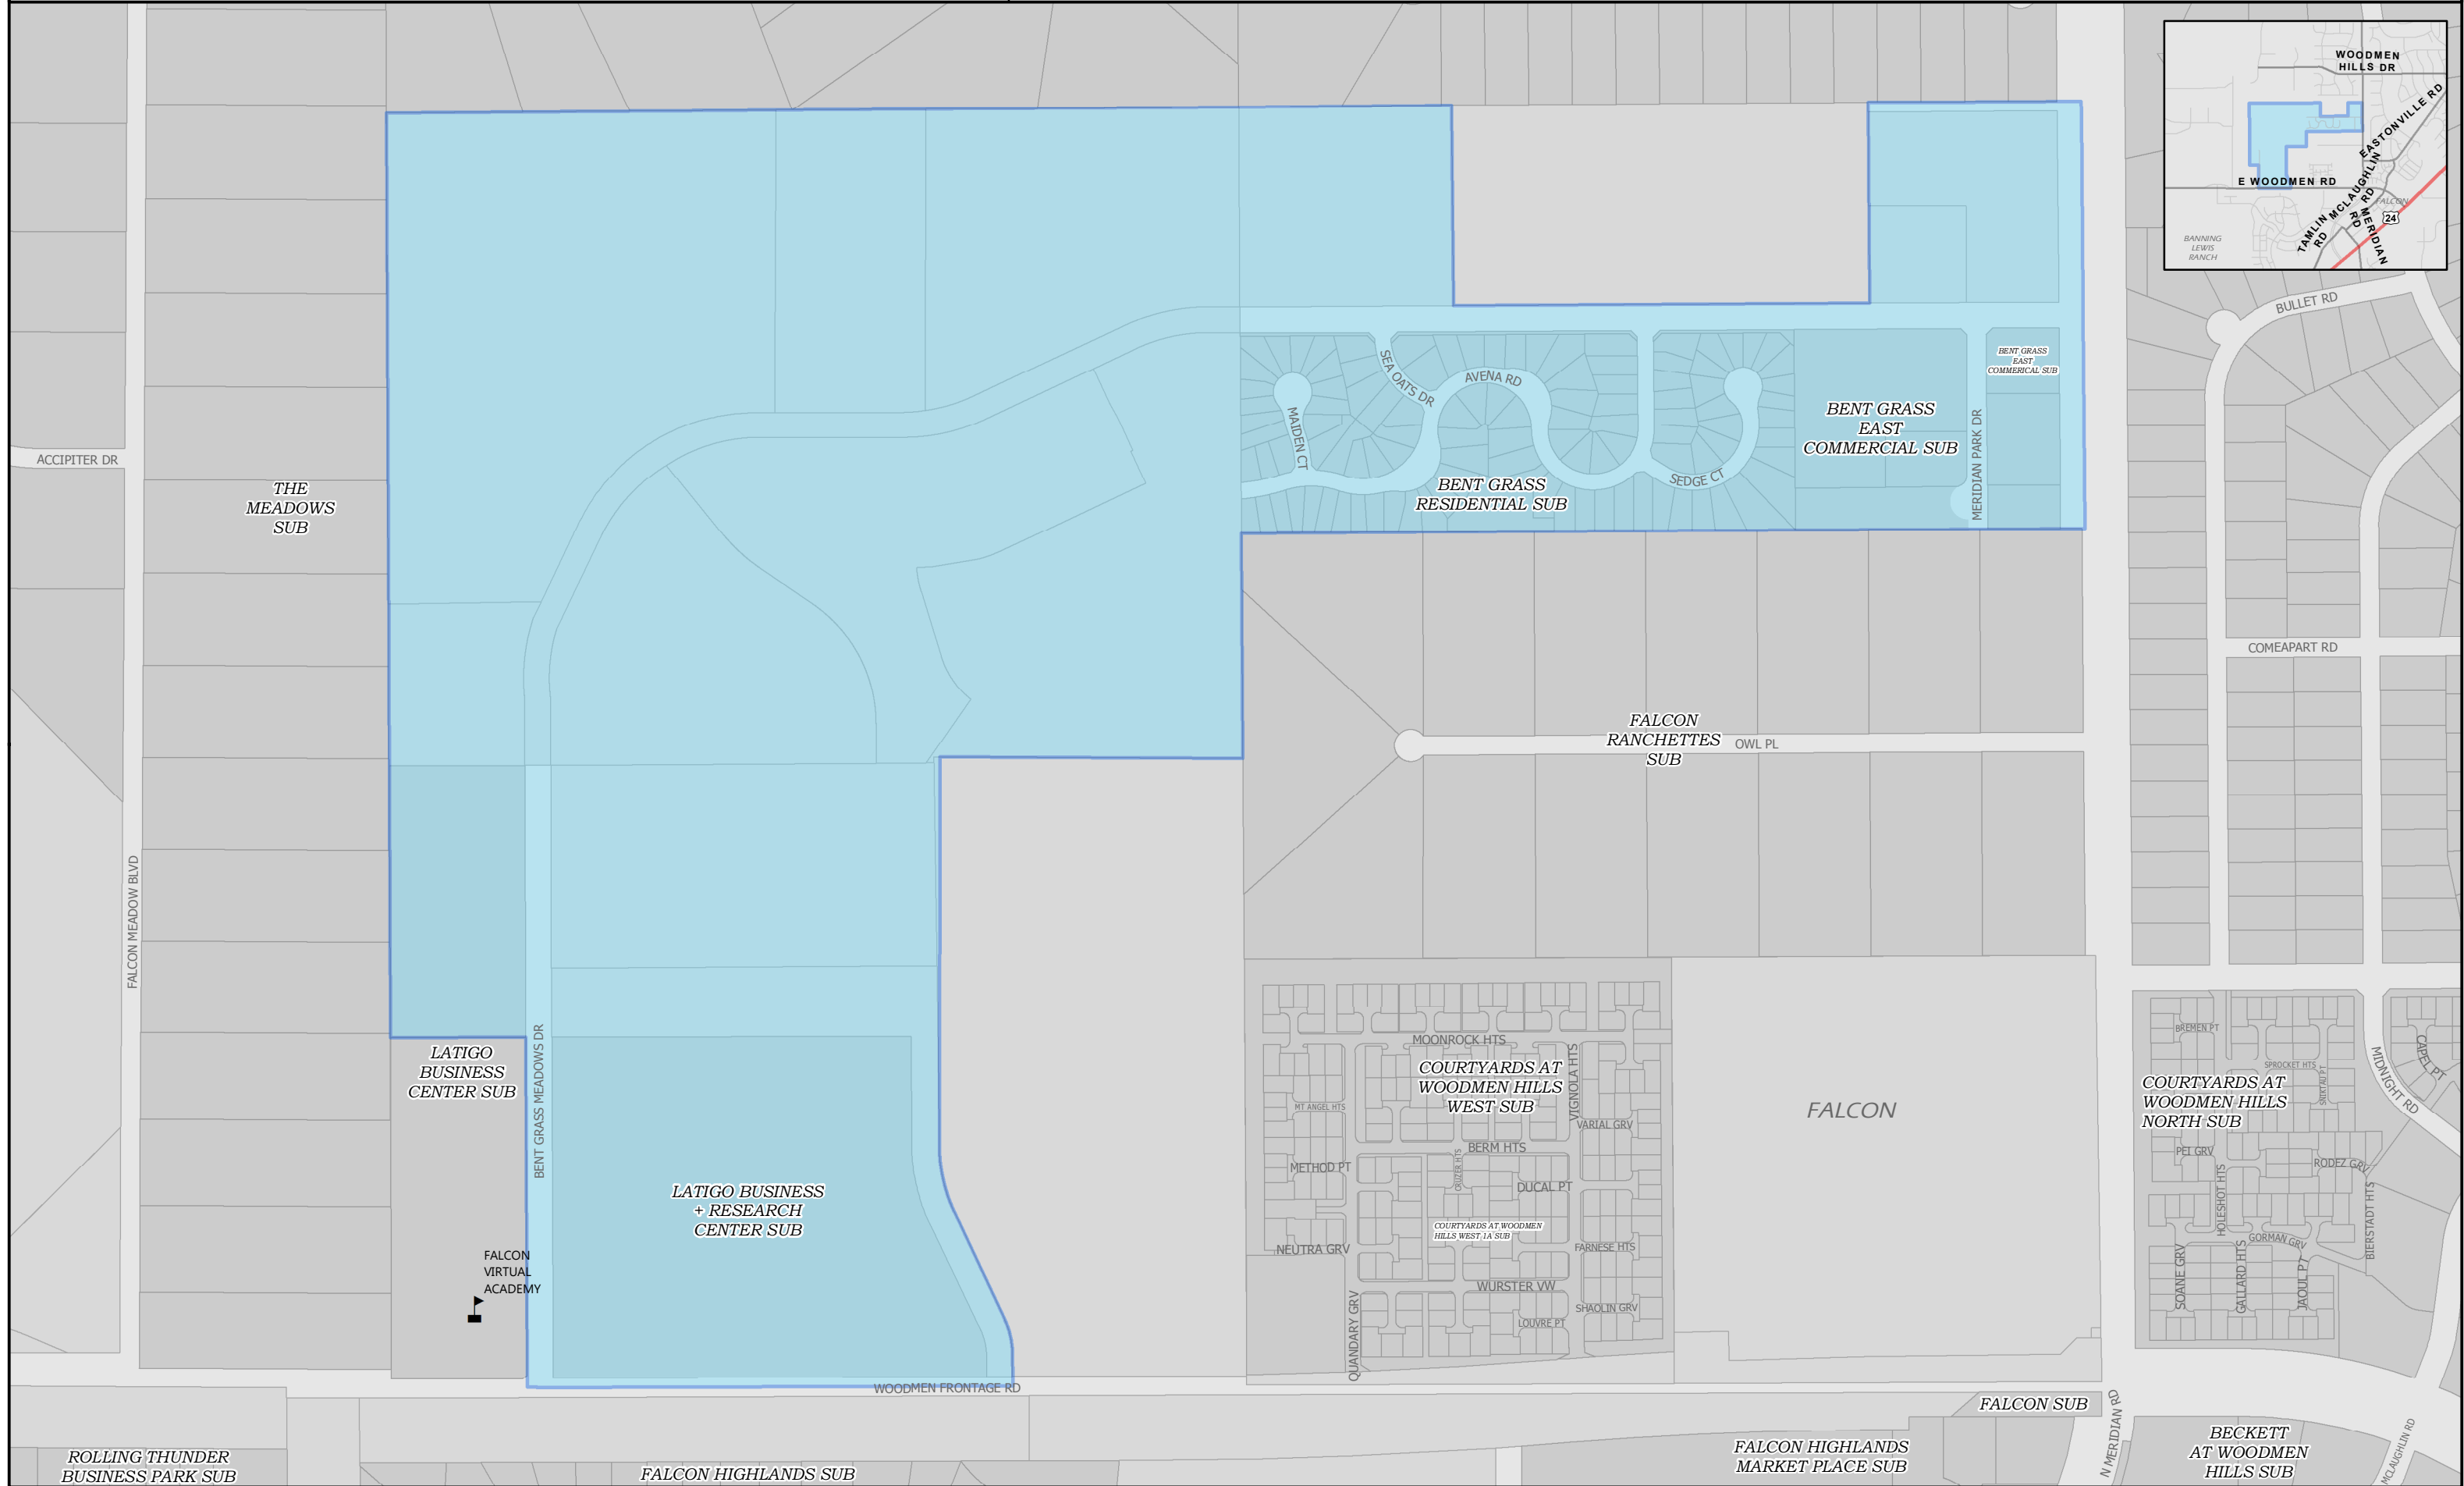 WOODMEN
HILLS DR
EASTONVILLE RD
E WOODMEN RD
MCLAUGHLIN
RD
TAMLIN
RD
MERIDIAN
RD
FALCON
24
BANNING
LEWIS
RANCH
BULLET RD
SEA OATS DR
AVENA RD
MAIDEN CT
SEDGE CT
BENT GRASS
EAST
COMMERICAL SUB
BENT GRASS
EAST
COMMERCIAL SUB
MERIDIAN PARK DR
BENT GRASS
RESIDENTIAL SUB
ACCIPITER DR
THE
MEADOWS
SUB
COMEAPART RD
FALCON
RANCHETTES
SUB
OWL PL
FALCON MEADOW BLVD
BENT GRASS MEADOWS DR
LATIGO
BUSINESS
CENTER SUB
LATIGO BUSINESS
+ RESEARCH
CENTER SUB
FALCON
VIRTUAL
ACADEMY
MOONROCK HTS
COURTYARDS AT
WOODMEN HILLS
WEST SUB
VIGNOLA HTS
MT ANGEL HTS
VARIAL GRV
BERM HTS
METHOD PT
CRUZER HTS
DUCAL PT
COURTYARDS AT WOODMEN
HILLS WEST 1A SUB
NEUTRA GRV
FARNESE HTS
WURSTER VW
SHAOLIN GRV
LOUVRE PT
QUANDARY GRV
FALCON
BREMEN PT
SPROCKET HTS
SNIKTAU PT
COURTYARDS AT
WOODMEN HILLS
NORTH SUB
MIDNIGHT RD
CAPEL PT
PEI GRV
RODEZ GRV
HOLESHOT HTS
GORMAN GRV
BIERSTADT HTS
SOANE GRV
GALLARD HTS
JAOUL PT
WOODMEN FRONTAGE RD
FALCON SUB
N MERIDIAN RD
MCLAUGHLIN RD
ROLLING THUNDER
BUSINESS PARK SUB
FALCON HIGHLANDS SUB
FALCON HIGHLANDS
MARKET PLACE SUB
BECKETT
AT WOODMEN
HILLS SUB